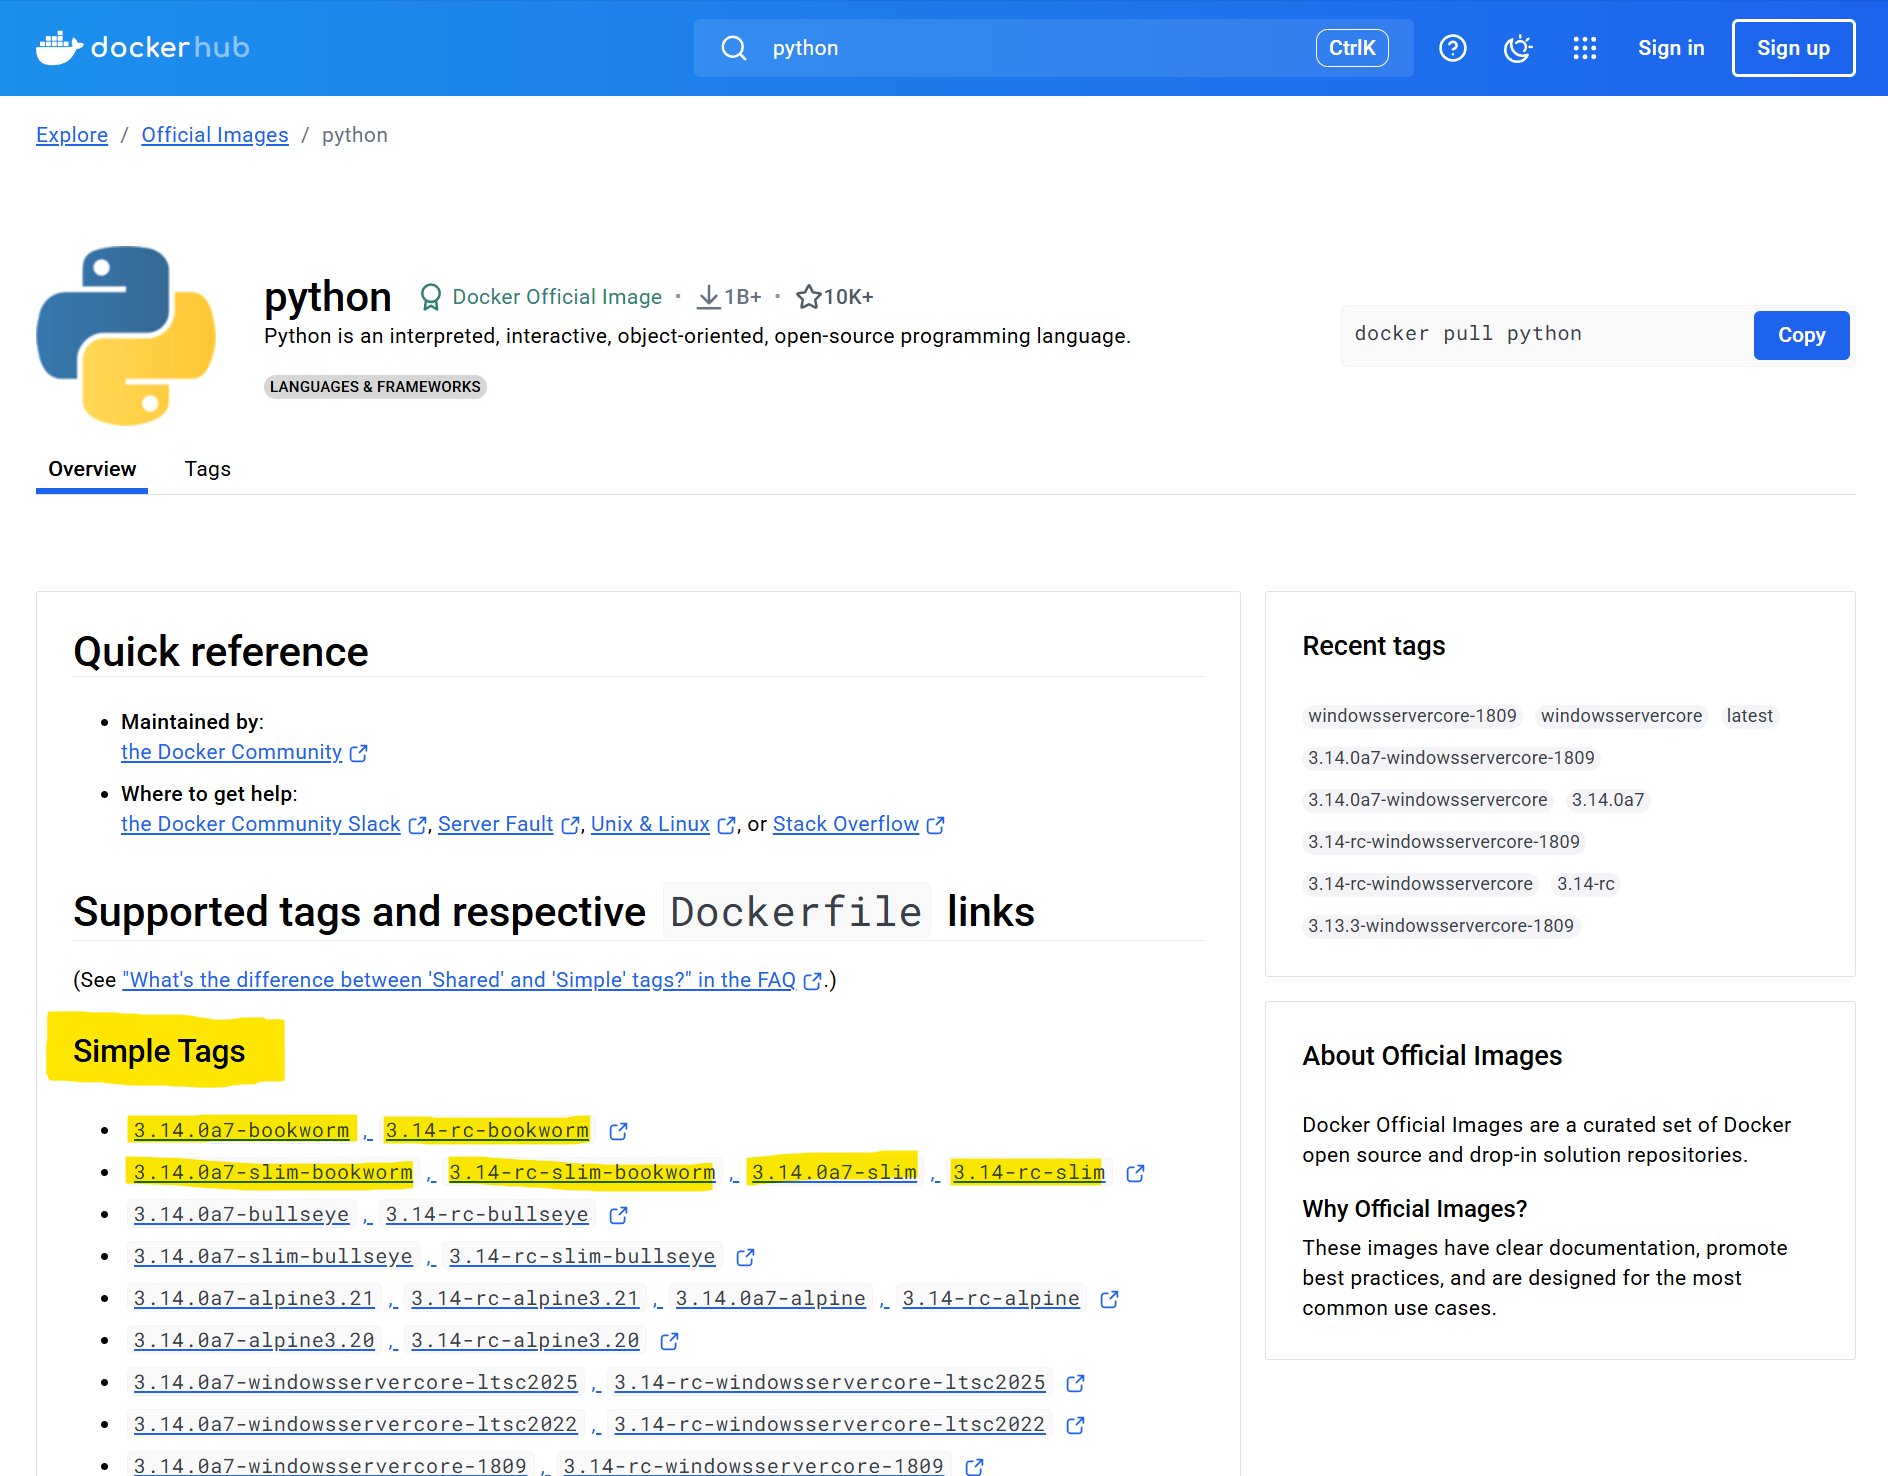 dockerhub
python
CtrlK
Sign in
Sign up
Explore / Official Images / python
python Docker Official Image • 1B+ • 10K+
Python is an interpreted, interactive, object-oriented, open-source programming language.
LANGUAGES & FRAMEWORKS
docker pull python
Copy
Overview
Tags
Quick reference
• Maintained by:
the Docker Community
• Where to get help:
the Docker Community Slack , Server Fault , Unix & Linux , or Stack Overflow
Supported tags and respective Dockerfile links
(See "What's the difference between 'Shared' and 'Simple' tags?" in the FAQ .)
Simple Tags
• 3.14.0a7-bookworm , 3.14-rc-bookworm
• 3.14.0a7-slim-bookworm , 3.14-rc-slim-bookworm , 3.14.0a7-slim , 3.14-rc-slim
• 3.14.0a7-bullseye , 3.14-rc-bullseye
• 3.14.0a7-slim-bullseye , 3.14-rc-slim-bullseye
• 3.14.0a7-alpine3.21 , 3.14-rc-alpine3.21 , 3.14.0a7-alpine , 3.14-rc-alpine
• 3.14.0a7-alpine3.20 , 3.14-rc-alpine3.20
• 3.14.0a7-windowsservercore-ltsc2025 , 3.14-rc-windowsservercore-ltsc2025
• 3.14.0a7-windowsservercore-ltsc2022 , 3.14-rc-windowsservercore-ltsc2022
• 3.14.0a7-windowsservercore-1809 , 3.14-rc-windowsservercore-1809
Recent tags
windowsservercore-1809 windowsservercore latest
3.14.0a7-windowsservercore-1809
3.14.0a7-windowsservercore 3.14.0a7
3.14-rc-windowsservercore-1809
3.14-rc-windowsservercore 3.14-rc
3.13.3-windowsservercore-1809
About Official Images
Docker Official Images are a curated set of Docker
open source and drop-in solution repositories.
Why Official Images?
These images have clear documentation, promote
best practices, and are designed for the most
common use cases.